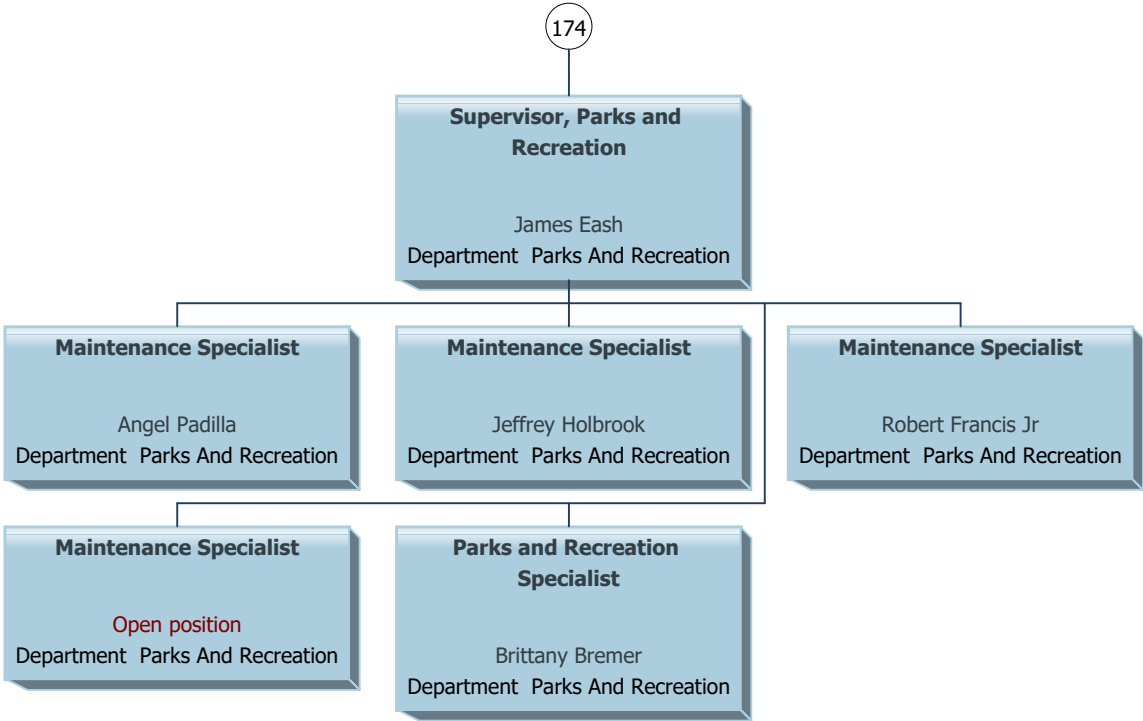 174
Supervisor, Parks and
Recreation
James Eash
Department  Parks And Recreation
Maintenance Specialist
Angel Padilla
Department  Parks And Recreation
Maintenance Specialist
Jeffrey Holbrook
Department  Parks And Recreation
Maintenance Specialist
Robert Francis Jr
Department  Parks And Recreation
Maintenance Specialist
Open position
Department  Parks And Recreation
Parks and Recreation
Specialist
Brittany Bremer
Department  Parks And Recreation